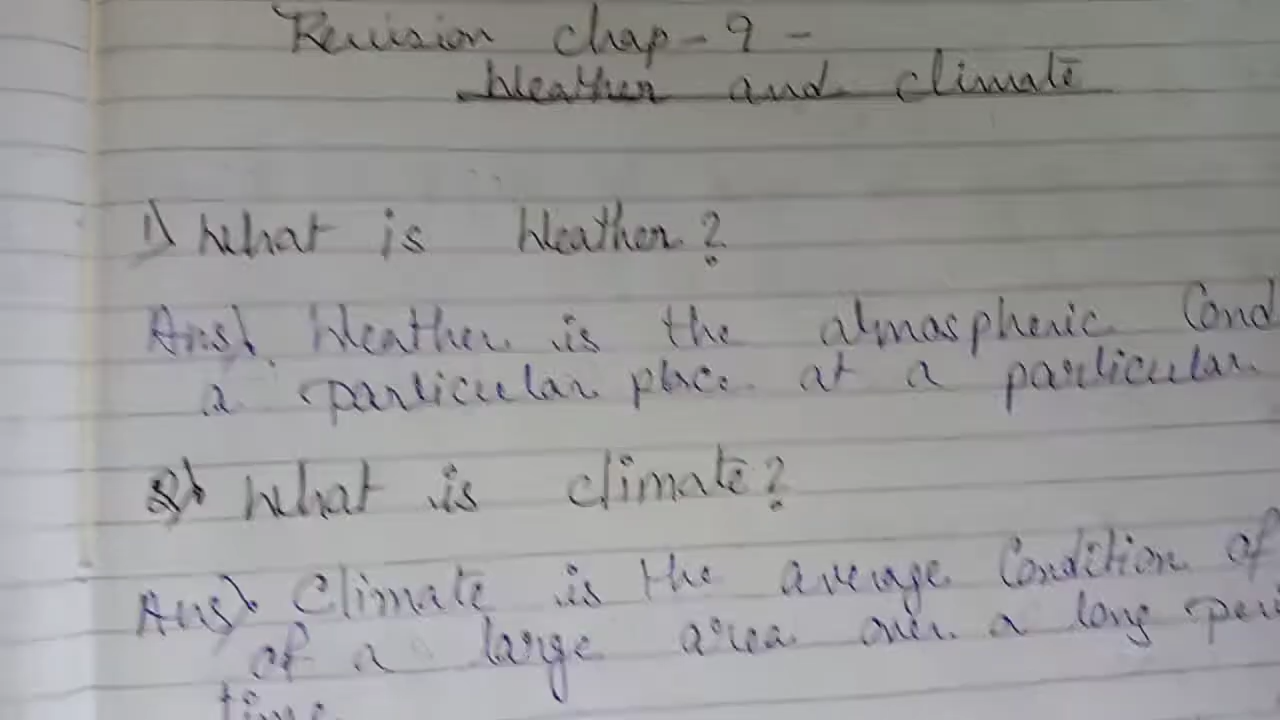 Revision chap - 9 -
Weather and climate
1) What is Weather?
Ans). Weather is the atmospheric Cond
a particular place at a particular
2) What is climate?
Ans). Climate is the average Condition of
of a large area over a long peri
time